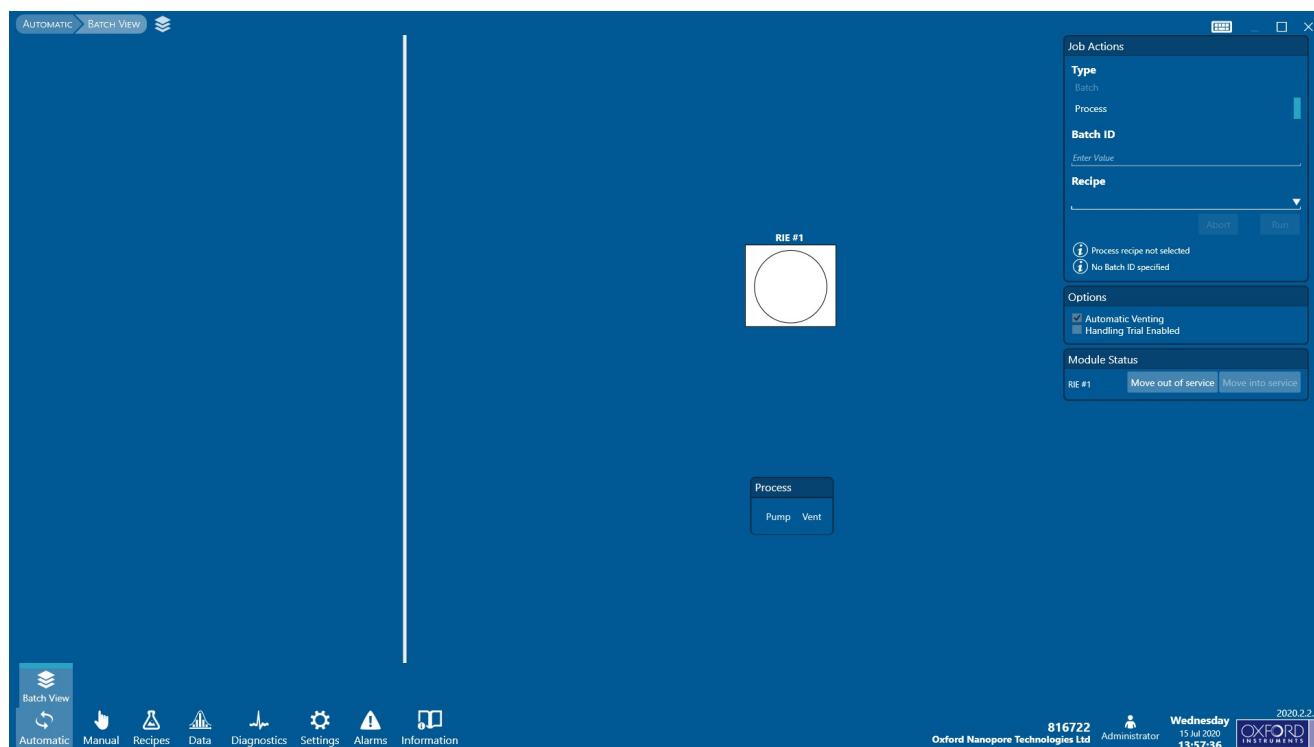 AUTOMATIC BATCH VIEW
Job Actions
Type
Batch
Process
Batch ID
Enter Value
Recipe
Abort Run
Process recipe not selected
No Batch ID specified
RIE #1
Options
Automatic Venting
Handling Trial Enabled
Module Status
RIE #1 Move out of service Move into service
Process
Pump Vent
Batch View
Automatic Manual Recipes Data Diagnostics Settings Alarms Information
816722
Oxford Nanopore Technologies Ltd
Administrator
Wednesday
15 Jul 2020
13:57:36
2020.2.2.
OXFORD
INSTRUMENTS